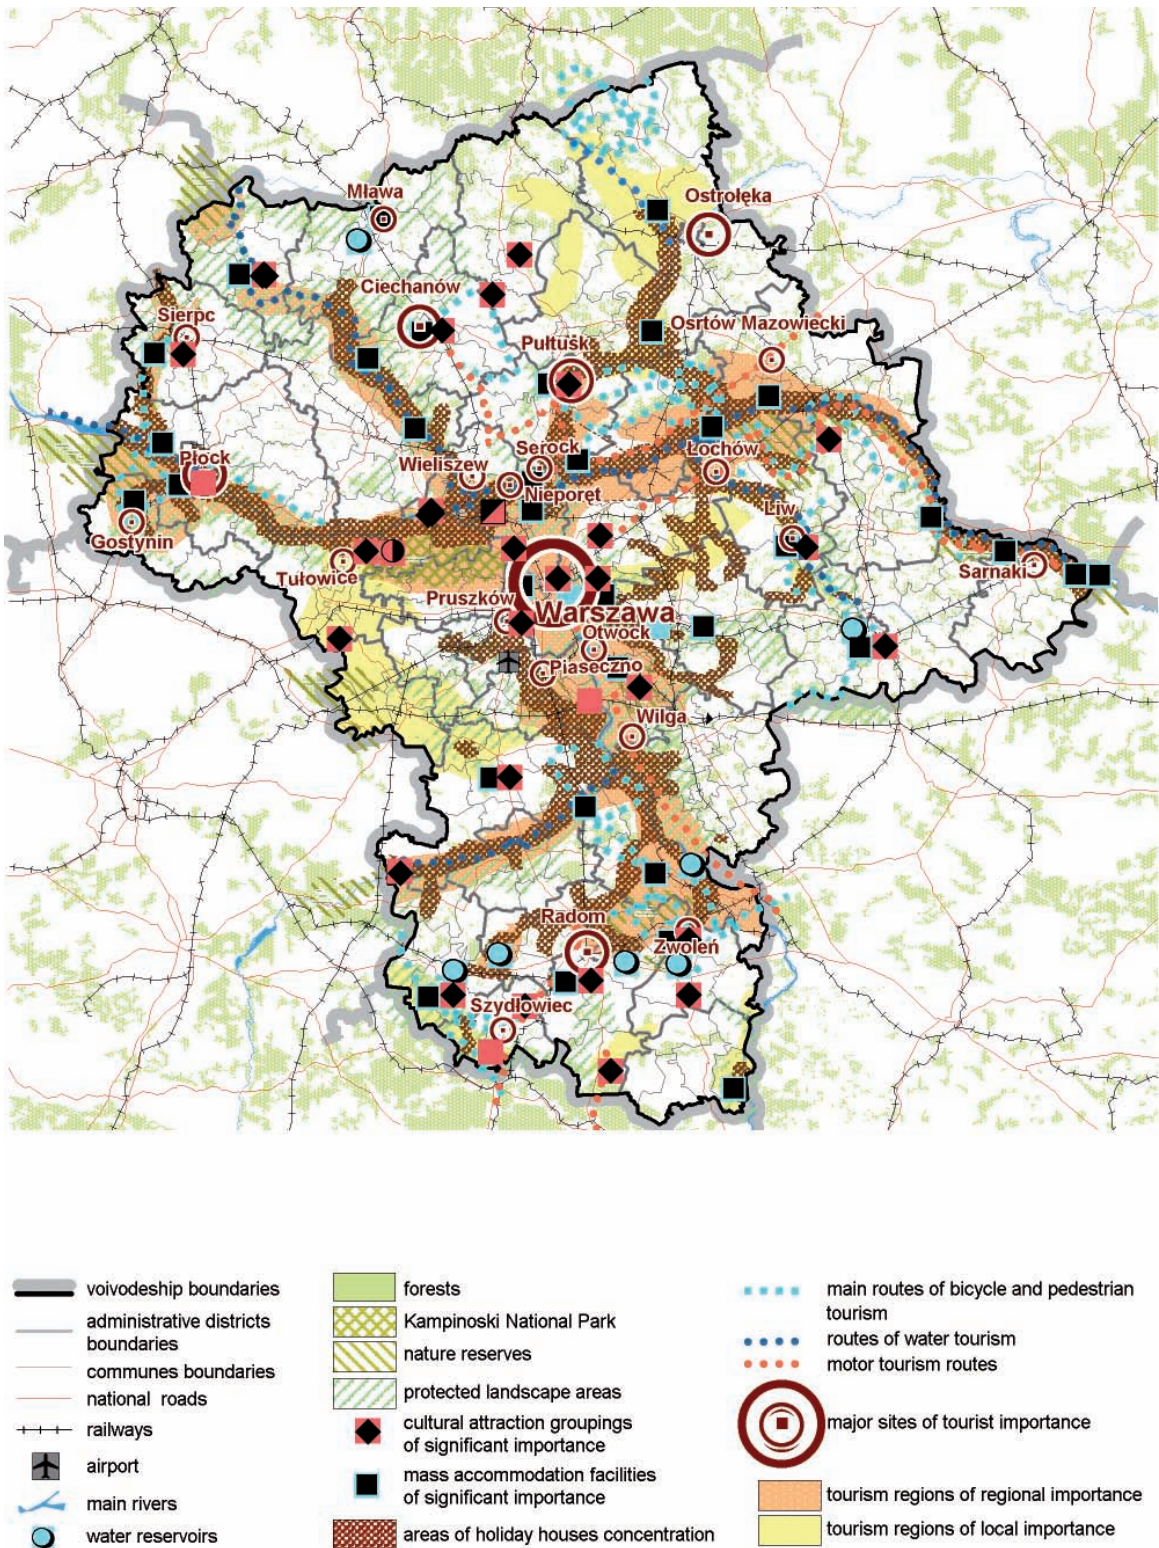 Mława
Ostrołęka
Ciechanów
Sierpc
Osrtów Mazowiecki
Pułtusk
Serock
Płock
Wieliszew
Łochów
Nieporęt
Liw
Gostynin
Tułowice
Sarnaki
Pruszków
Warszawa
Otwock
Piaseczno
Wilga
Radom
Zwoleń
Szydłowiec
voivodeship boundaries
administrative districts
boundaries
communes boundaries
national roads
railways
airport
main rivers
water reservoirs
forests
Kampinoski National Park
nature reserves
protected landscape areas
cultural attraction groupings
of significant importance
mass accommodation facilities
of significant importance
areas of holiday houses concentration
main routes of bicycle and pedestrian
tourism
routes of water tourism
motor tourism routes
major sites of tourist importance
tourism regions of regional importance
tourism regions of local importance